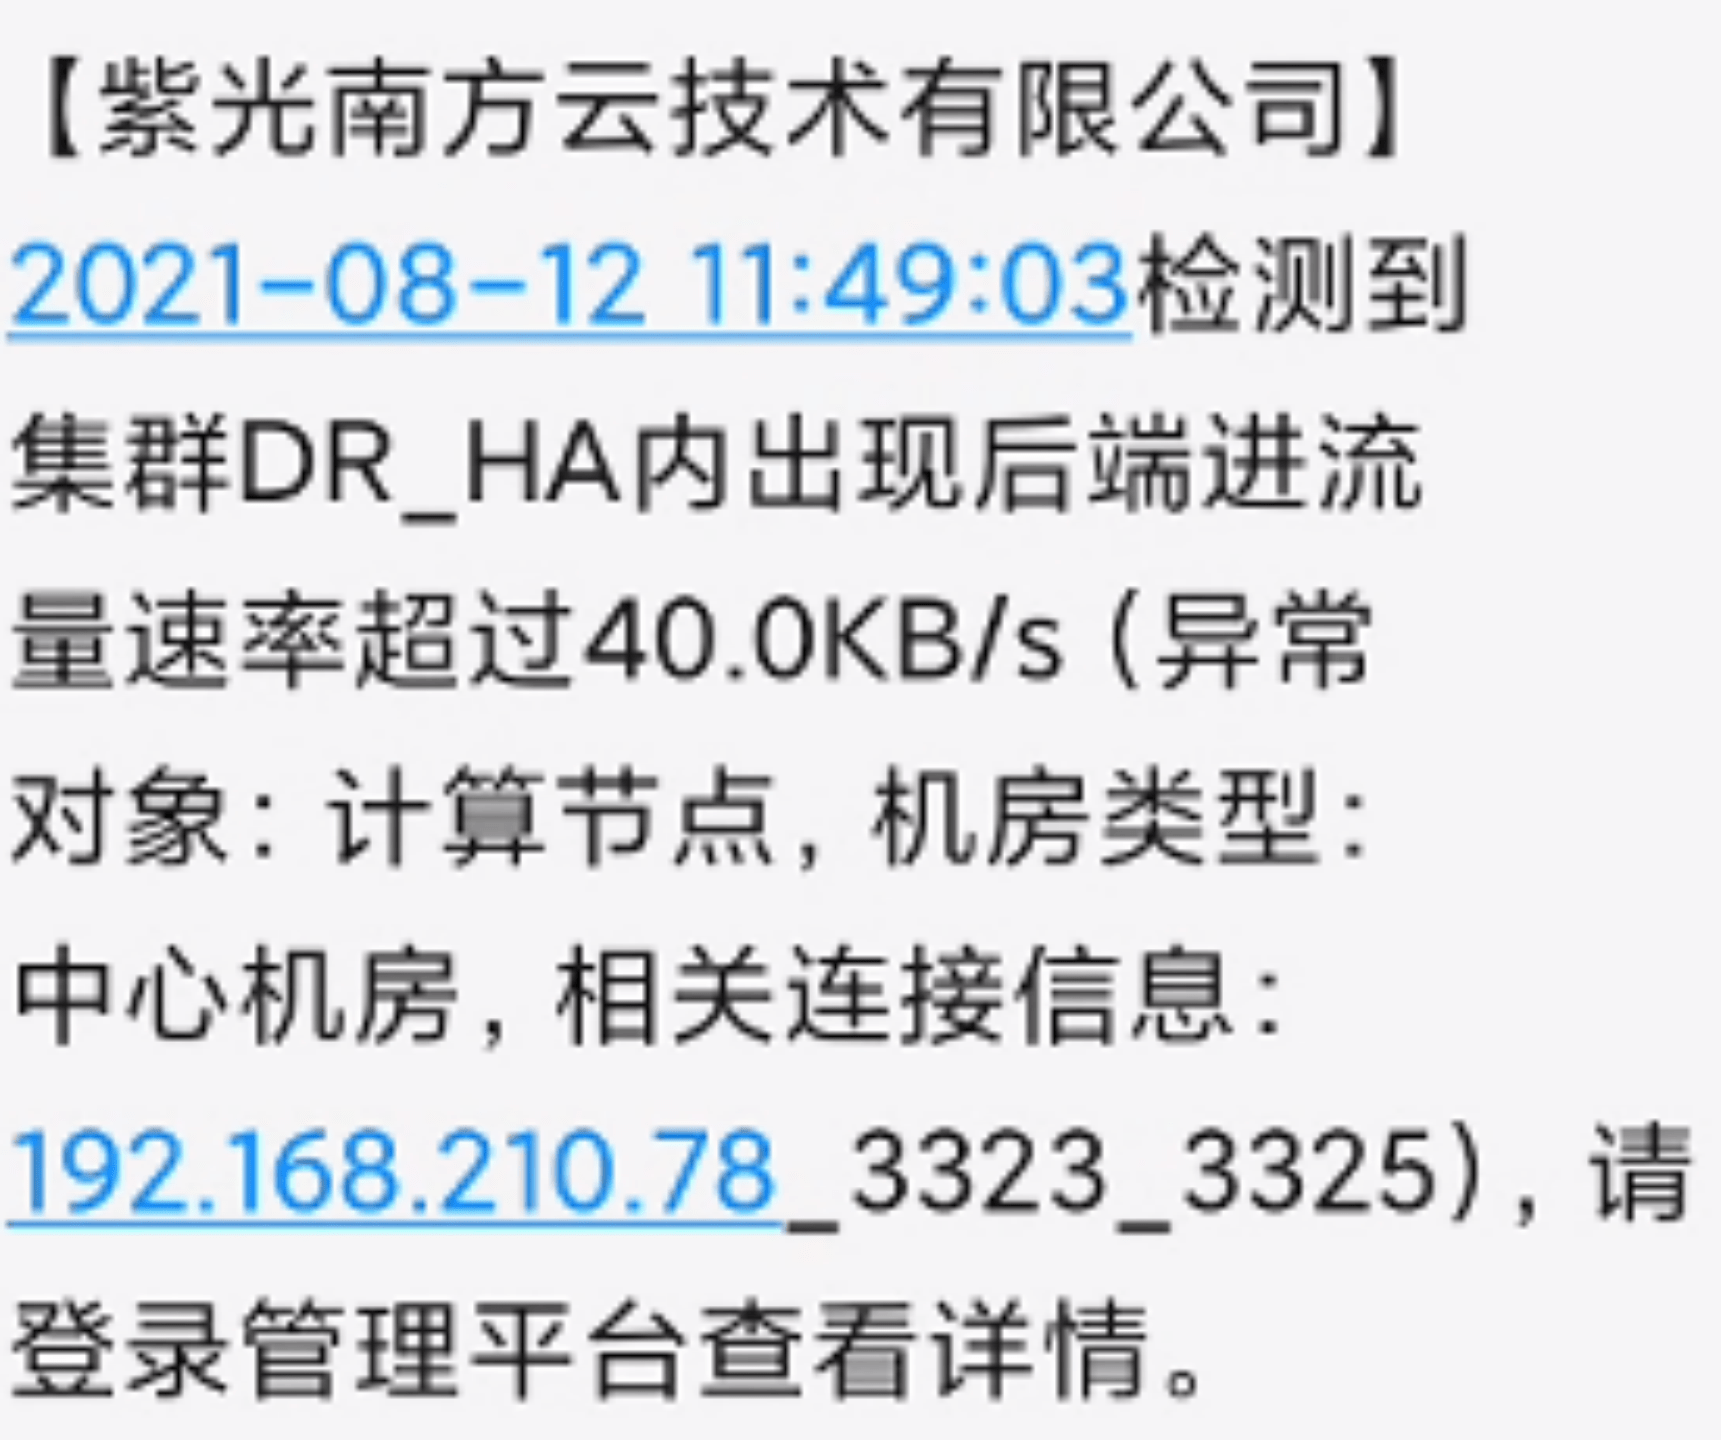 【紫光南方云技术有限公司】
2021-08-12 11:49:03检测到
集群DR_HA内出现后端进流
量速率超过40.0KB/s (异常
对象: 计算节点, 机房类型:
中心机房, 相关连接信息:
192.168.210.78_3323_3325) , 请
登录管理平台查看详情。